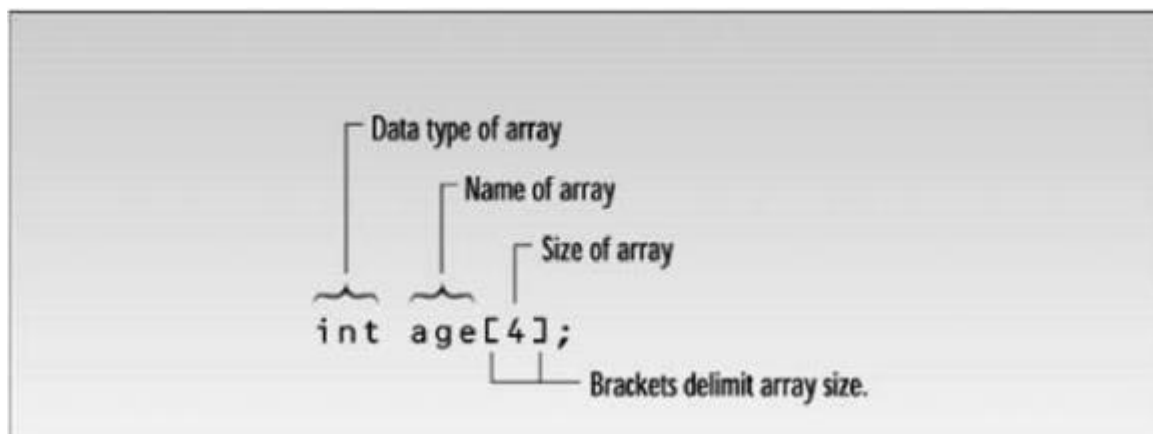 Data type of array
Name of array
Size of array
int age[4];
Brackets delimit array size.